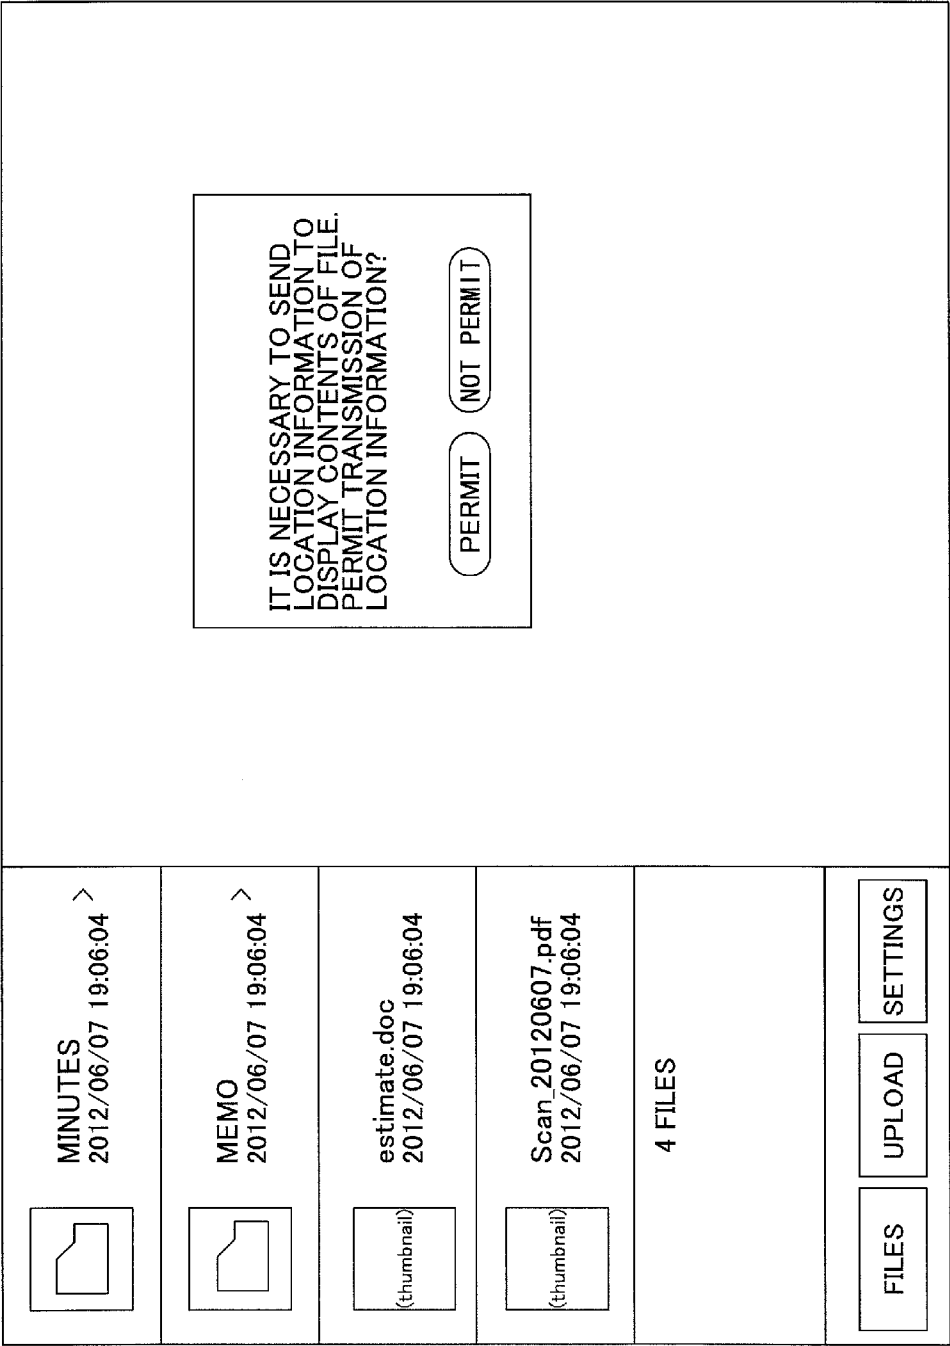 MINUTES >
2012/06/07 19:06:04
MEMO >
2012/06/07 19:06:04
(thumbnail)
estimate.doc
2012/06/07 19:06:04
(thumbnail)
Scan_20120607.pdf
2012/06/07 19:06:04
4 FILES
FILES
UPLOAD
SETTINGS
IT IS NECESSARY TO SEND
LOCATION INFORMATION TO
DISPLAY CONTENTS OF FILE.
PERMIT TRANSMISSION OF
LOCATION INFORMATION?
PERMIT
NOT PERMIT